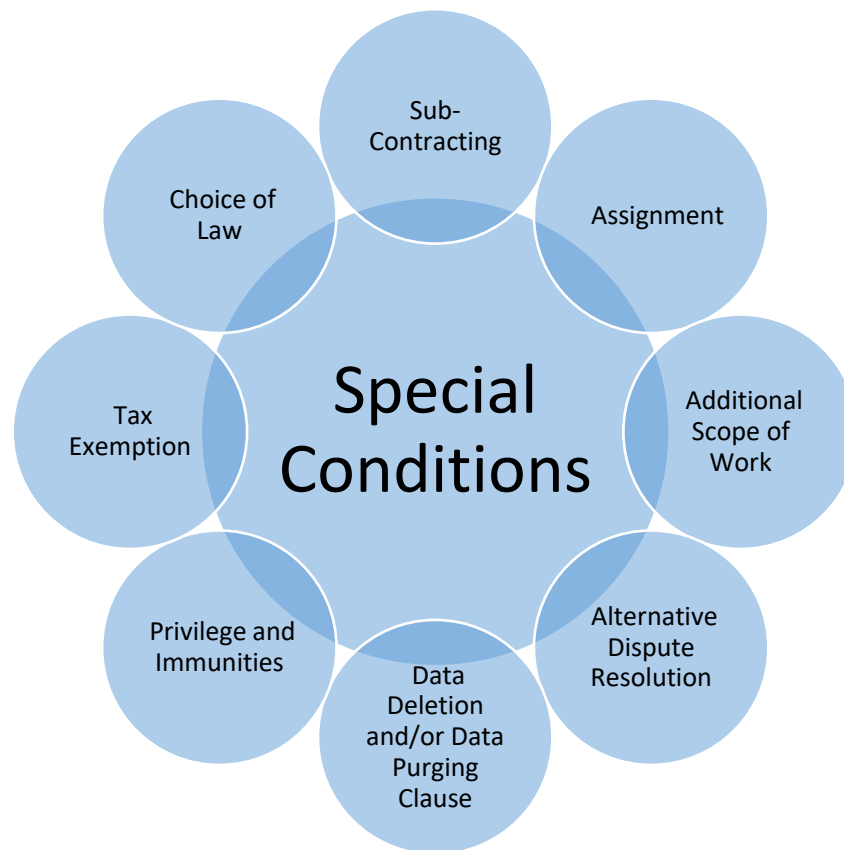 Sub-
Contracting
Choice of
Law
Assignment
Tax
Exemption
Special
Conditions
Additional
Scope of
Work
Privilege and
Immunities
Alternative
Dispute
Resolution
Data
Deletion
and/or Data
Purging
Clause